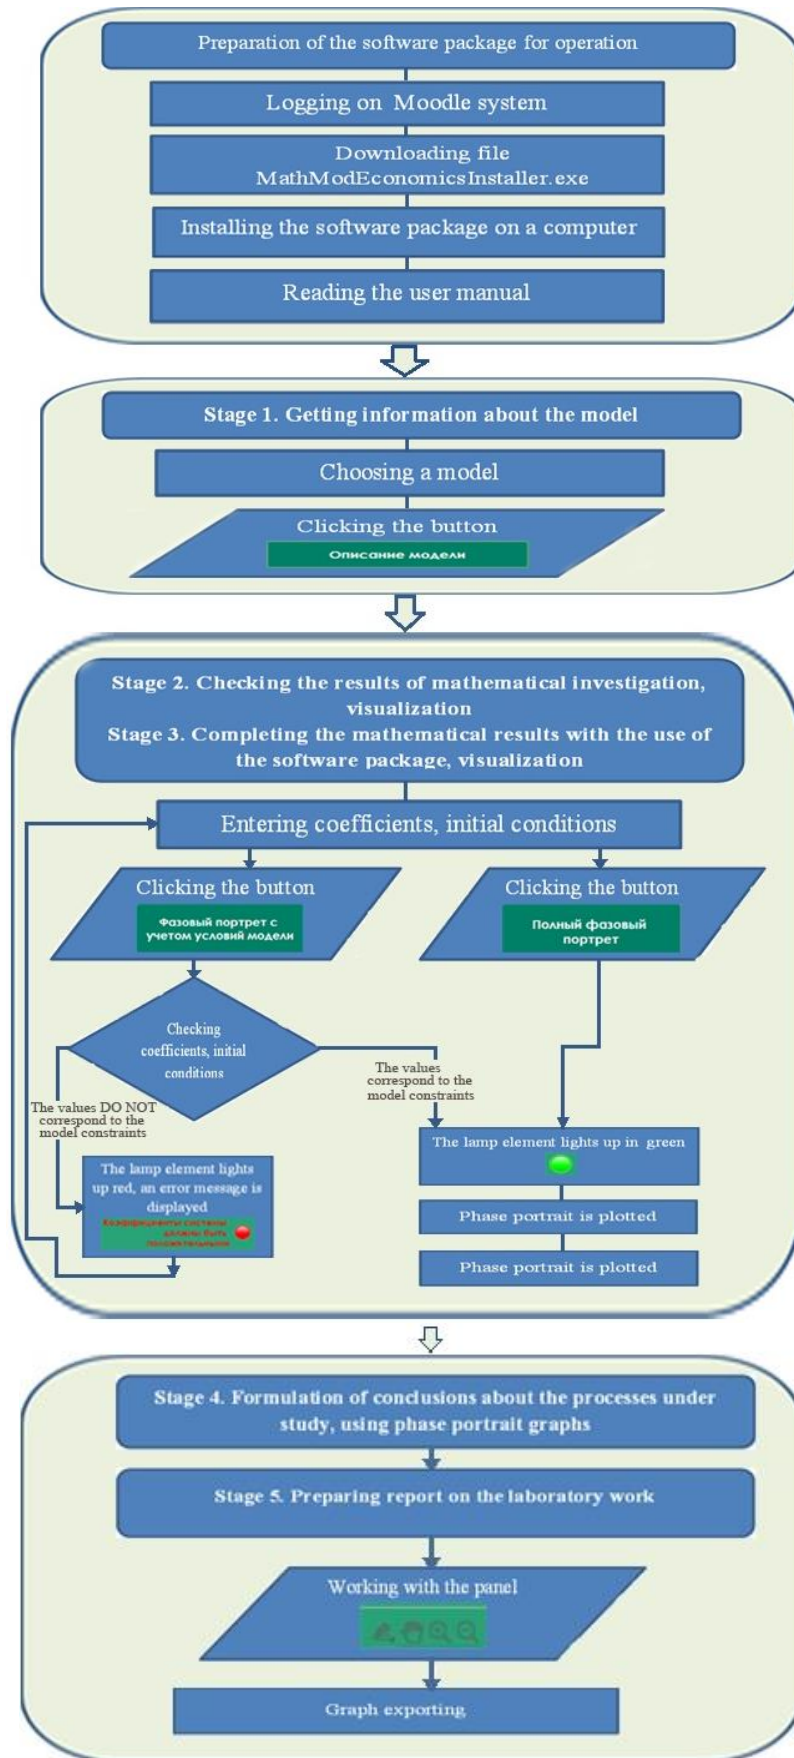 Preparation of the software package for operation
Logging on Moodle system
Downloading file
MathModEconomicsInstaller.exe
Installing the software package on a computer
Reading the user manual
Stage 1. Getting information about the model
Choosing a model
Clicking the button
Описание модели
Stage 2. Checking the results of mathematical investigation,
visualization
Stage 3. Completing the mathematical results with the use of
the software package, visualization
Entering coefficients, initial conditions
Clicking the button
Фазовый портрет с
учетом условий модели
Clicking the button
Полный фазовый
портрет
Checking
coefficients, initial
conditions
The values
correspond to the
model constraints
The values DO NOT
correspond to the
model constraints
The lamp element lights up in green
The lamp element lights
up red, an error message is
displayed
Коэффициенты системы
должны быть
положительными
Phase portrait is plotted
Phase portrait is plotted
Stage 4. Formulation of conclusions about the processes under
study, using phase portrait graphs
Stage 5. Preparing report on the laboratory work
Working with the panel
Graph exporting